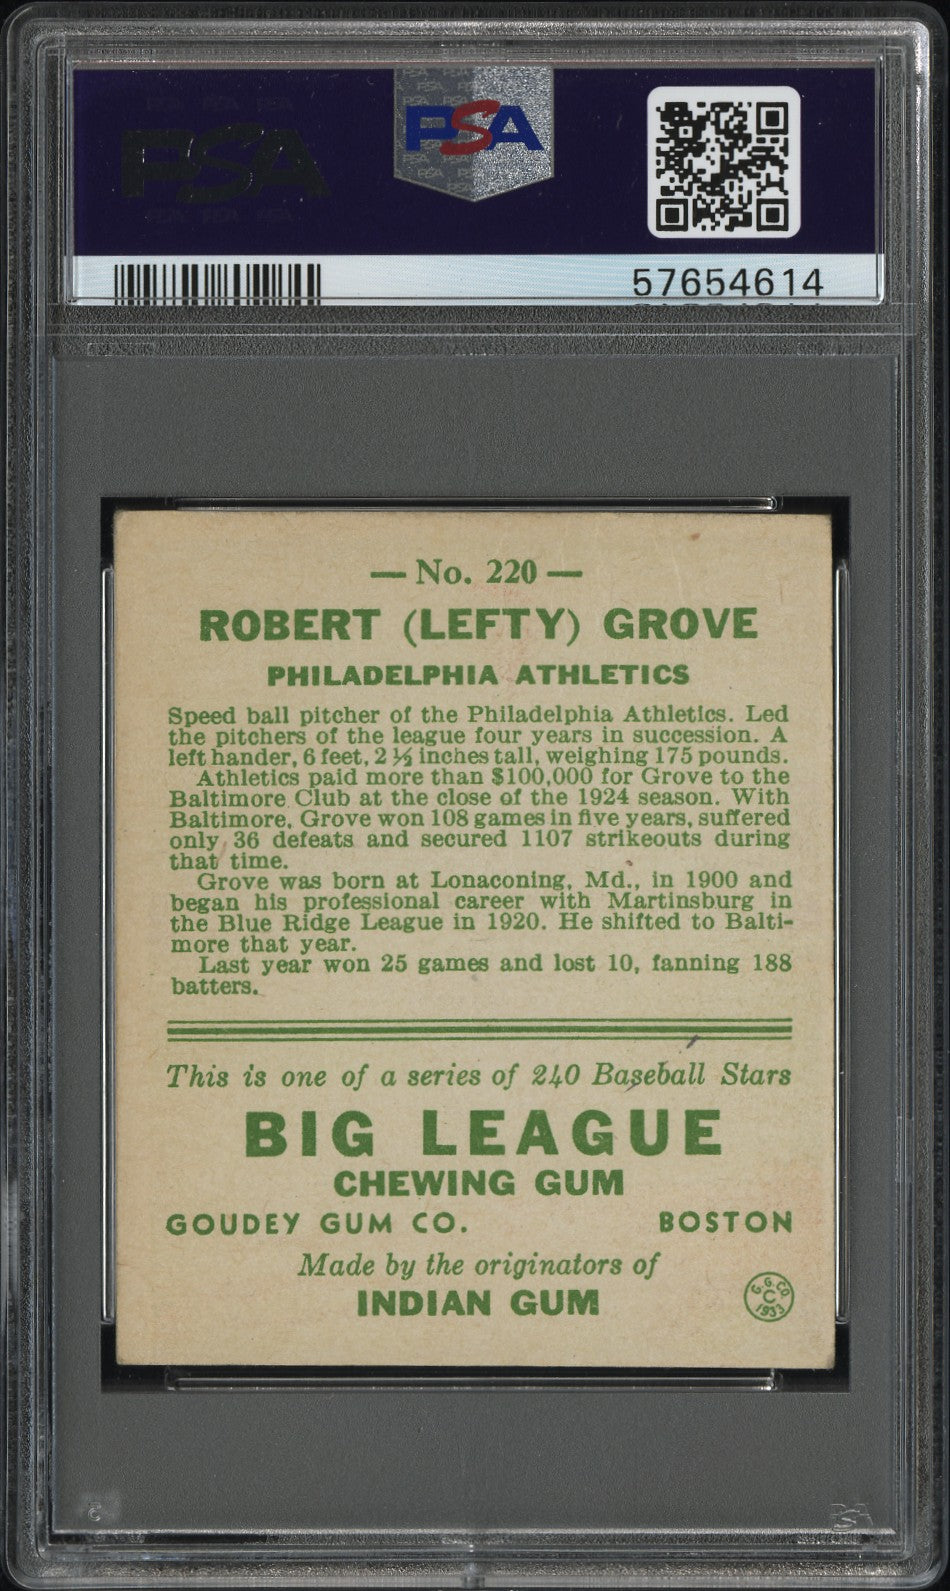 PSA
PSA
57654614
— No. 220 —
ROBERT (LEFTY) GROVE
PHILADELPHIA ATHLETICS
Speed ball pitcher of the Philadelphia Athletics. Led
the pitchers of the league four years in succession. A
left hander, 6 feet, 2 ½ inches tall, weighing 175 pounds.
Athletics paid more than $100,000 for Grove to the
Baltimore Club at the close of the 1924 season. With
Baltimore, Grove won 108 games in five years, suffered
only 36 defeats and secured 1107 strikeouts during
that time.
Grove was born at Lonaconing, Md., in 1900 and
began his professional career with Martinsburg in
the Blue Ridge League in 1920. He shifted to Balti-
more that year.
Last year won 25 games and lost 10, fanning 188
batters.
This is one of a series of 240 Baseball Stars
BIG LEAGUE
CHEWING GUM
GOUDEY GUM CO. BOSTON
Made by the originators of
INDIAN GUM
G.G.CO
C
1933
PSA